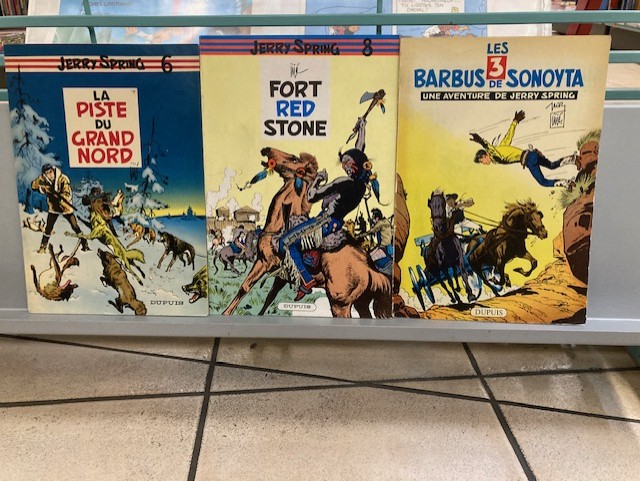 JERRY SPRING 6
LA
PISTE
DU
GRAND
NORD
DUPUIS
JERRY SPRING 8
FORT
RED
STONE
DUPUIS
LES 3
BARBUS DE SONOYTA
UNE AVENTURE DE JERRY SPRING
DUPUIS